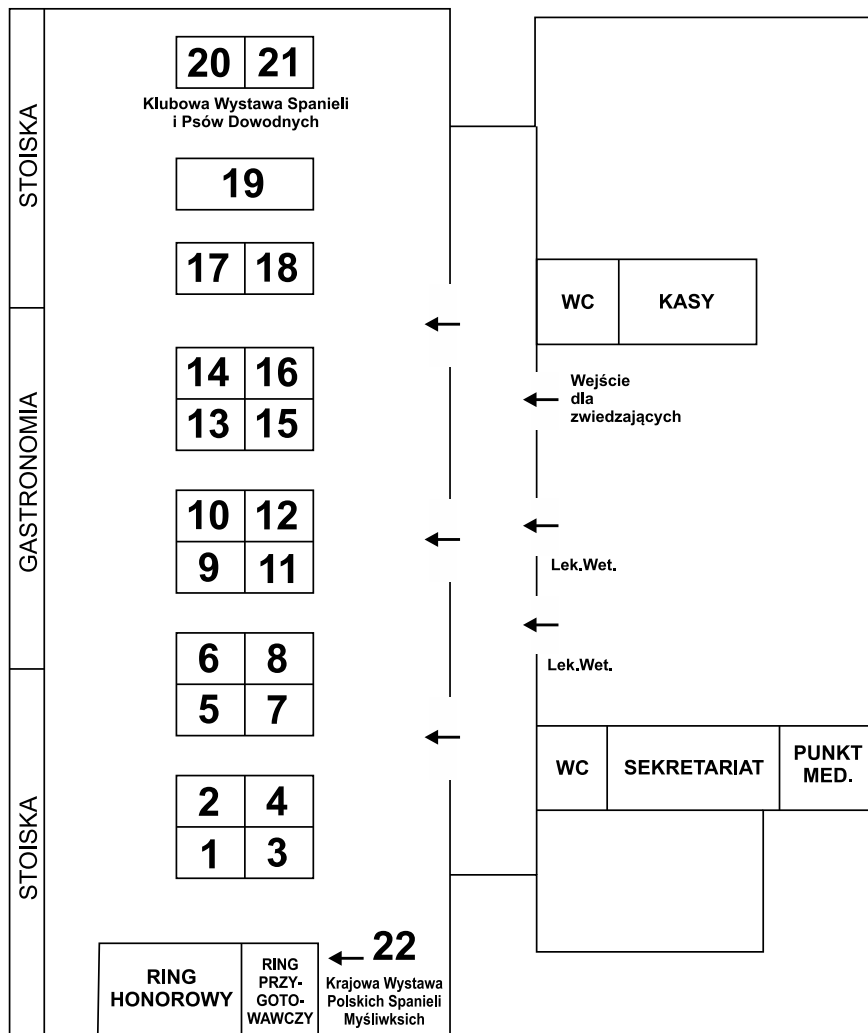 STOISKA
GASTRONOMIA
STOISKA
20 21
Klubowa Wystawa Spanieli
i Psów Dowodnych
19
17 18
14 16
13 15
10 12
9 11
6 8
5 7
2 4
1 3
RING
HONOROWY
RING
PRZY-
GOTO-
WAWCZY
22
Krajowa Wystawa
Polskich Spanieli
Myśliwksich
WC
KASY
Wejście
dla
zwiedzających
Lek.Wet.
Lek.Wet.
WC
SEKRETARIAT
PUNKT
MED.